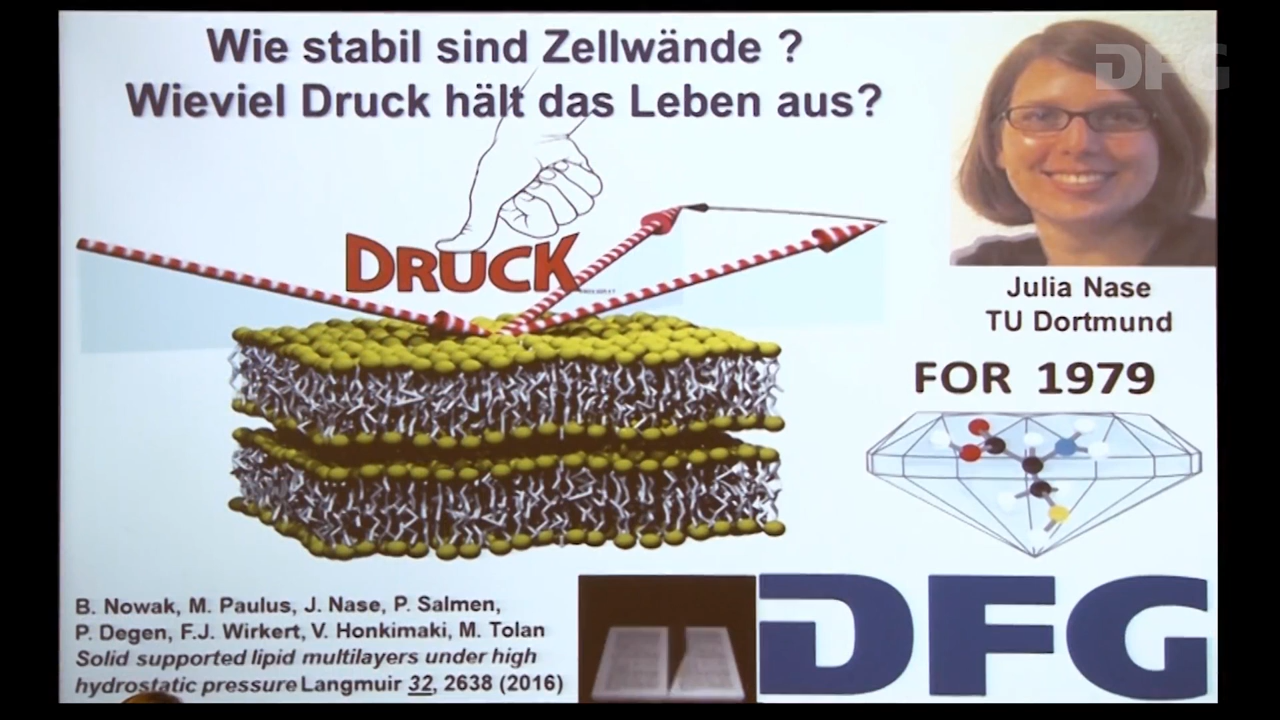 Wie stabil sind Zellwände ?
Wieviel Druck hält das Leben aus?
DFG
DRUCK
Julia Nase
TU Dortmund
FOR 1979
B. Nowak, M. Paulus, J. Nase, P. Salmen,
P. Degen, F.J. Wirkert, V. Honkimaki, M. Tolan
Solid supported lipid multilayers under high
hydrostatic pressure Langmuir 32, 2638 (2016)
DFG